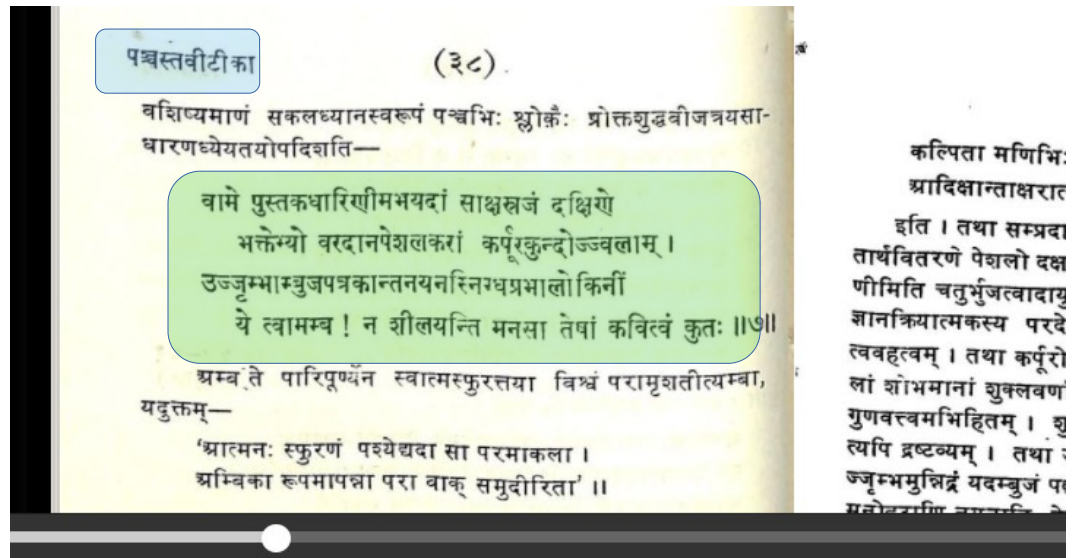 पञ्चस्तवीटीका
(३८)
वशिष्यमाणं सकलध्यानस्वरूपं पञ्चभिः श्लोकैः प्रोक्तशुद्धबीजत्रयसा-
धारणध्येयतयोपदिशति—
वामे पुस्तकधारिणीमभयदां साक्षस्रजं दक्षिणे
भक्तेभ्यो वरदानपेशलकरां कर्पूरकुन्दोज्ज्वलाम् ।
उज्जृम्भाम्बुजपत्रकान्तनयनस्निग्धप्रभालोकिनीं
ये त्वामम्ब ! न शीलयन्ति मनसा तेषां कवित्वं कुतः ॥७॥
अम्बते पारिपूर्ण्येन स्वात्मस्फुरत्तया विश्वं परामृशतीत्यम्बा,
यदुक्तम्—
‘आत्मनः स्फुरणं पश्येद्यदा सा परमाकला ।
अम्बिका रूपमापन्ना परा वाक् समुदीरिता’ ॥
कल्पिता मणिभिः
आदिक्षान्ताक्षरात
इति । तथा सम्प्रदा
तार्थवितरणे पेशलो दक्ष
णीमिति चतुर्भुजत्वादायु
ज्ञानक्रियात्मकस्य परदे
त्ववहत्वम् । तथा कर्पूरो
लां शोभमानां शुक्लवर्ण
गुणवत्त्वमभिहितम् । शु
त्यपि द्रष्टव्यम् । तथा
ज्जृम्भमुन्निद्रं यदम्बुजं प